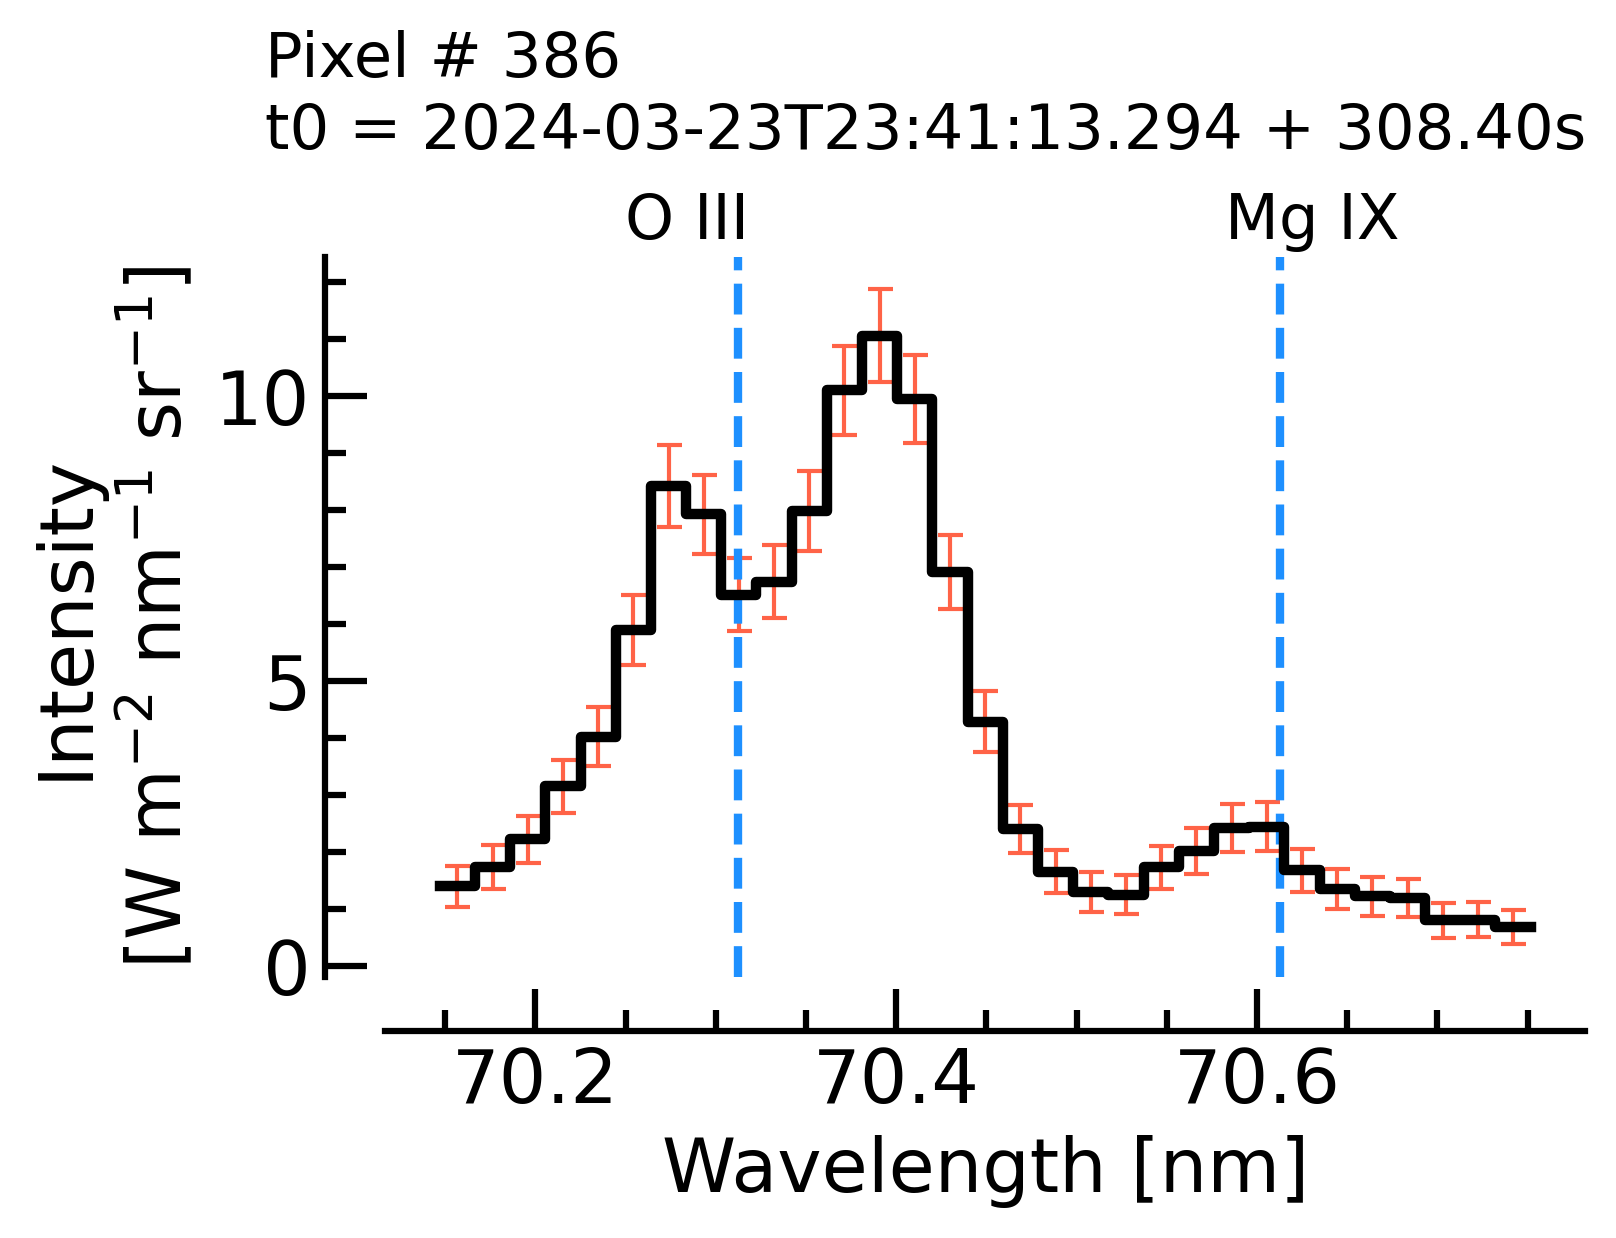 Pixel # 386
t0 = 2024-03-23T23:41:13.294 + 308.40s
O III Mg IX
Intensity
[W m⁻² nm⁻¹ sr⁻¹]
10
5
0
70.2 70.4 70.6
Wavelength [nm]